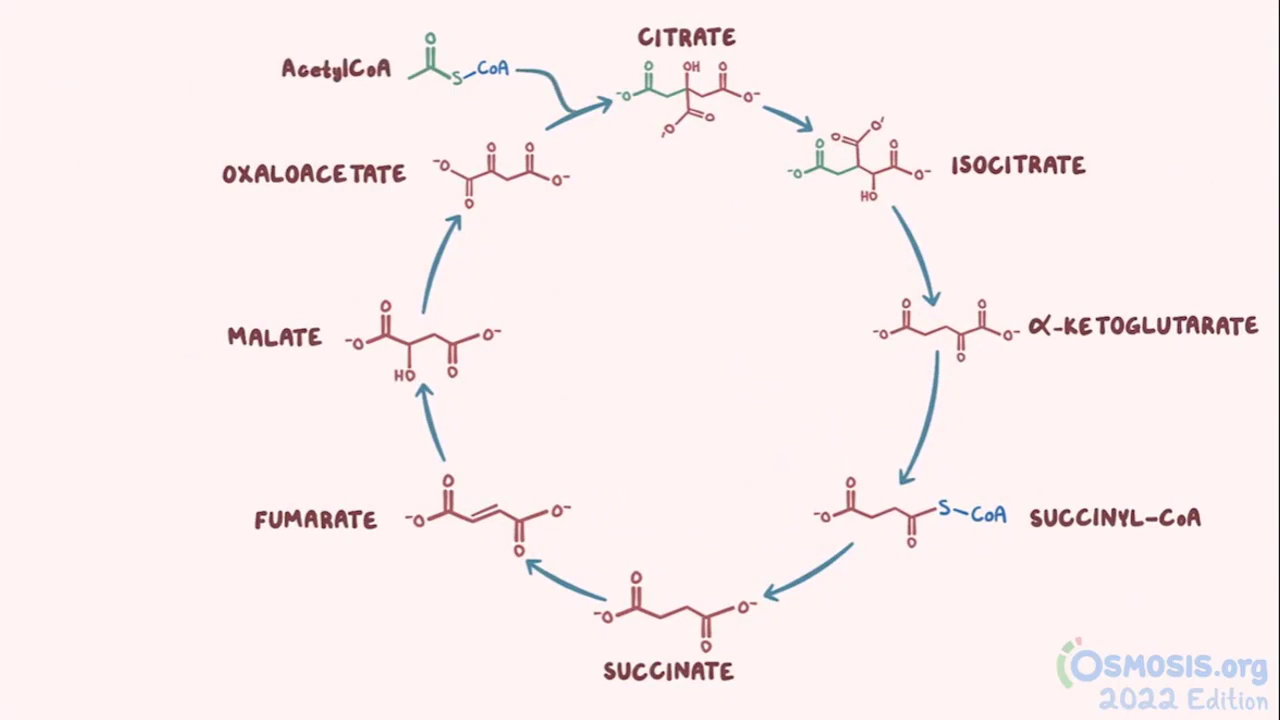 CITRATE
AcetylCoA
O
S-CoA
O OH O
⁻O O⁻
O
O⁻
OXALOACETATE
⁻O O O
O⁻
O
ISOCITRATE
O O⁻
O O
⁻O O⁻
HO
MALATE
O
⁻O O⁻
HO O
α-KETOGLUTARATE
O O
⁻O O⁻
O
FUMARATE
O
⁻O O⁻
O
SUCCINYL-CoA
O
⁻O S-CoA
O
O
⁻O O⁻
O
SUCCINATE
OSMOSIS.org
2022 Edition